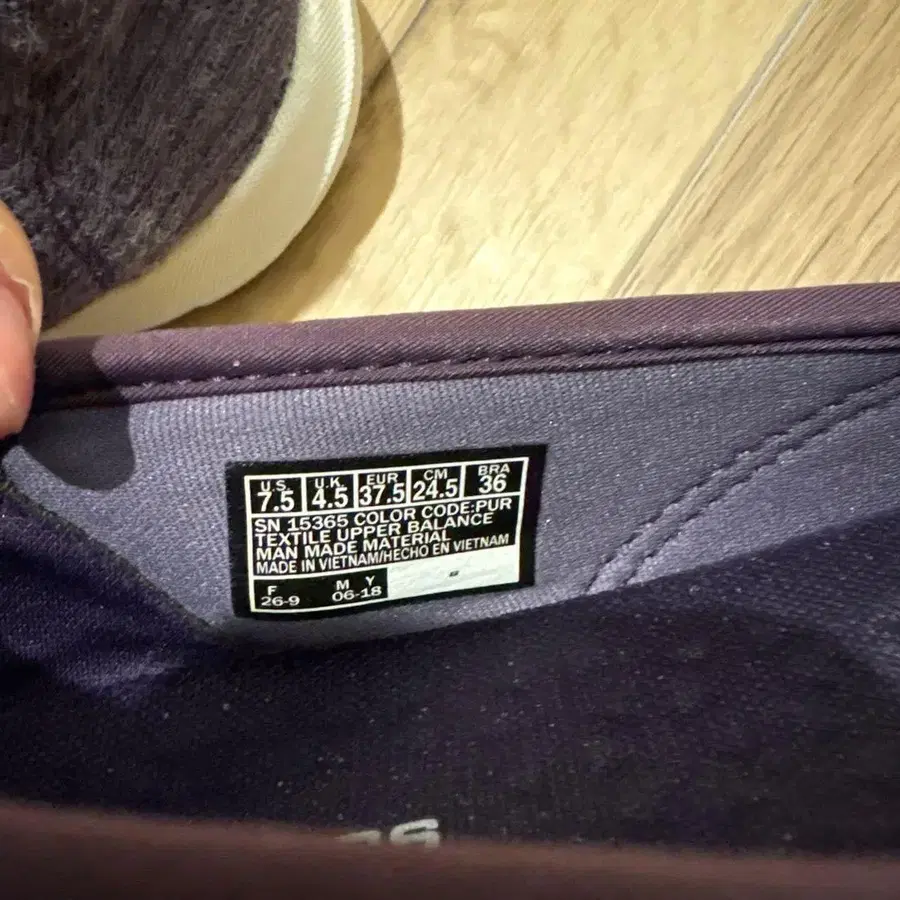 U.S. U.K. EUR CM BRA
7.5 4.5 37.5 24.5 36
SN 15365 COLOR CODE:PUR
TEXTILE UPPER BALANCE
MAN MADE MATERIAL
MADE IN VIETNAM/HECHO EN VIETNAM
F M Y
26-9 06-18